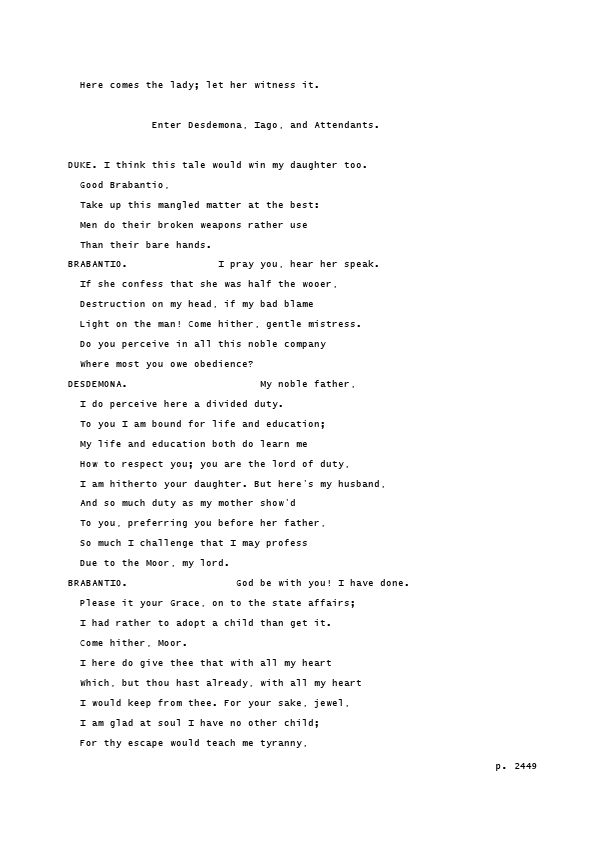 Here comes the lady; let her witness it.
Enter Desdemona, Iago, and Attendants.
DUKE. I think this tale would win my daughter too.
Good Brabantio,
Take up this mangled matter at the best:
Men do their broken weapons rather use
Than their bare hands.
BRABANTIO. I pray you, hear her speak.
If she confess that she was half the wooer,
Destruction on my head, if my bad blame
Light on the man! Come hither, gentle mistress.
Do you perceive in all this noble company
Where most you owe obedience?
DESDEMONA. My noble father,
I do perceive here a divided duty.
To you I am bound for life and education;
My life and education both do learn me
How to respect you; you are the lord of duty,
I am hitherto your daughter. But here's my husband,
And so much duty as my mother show'd
To you, preferring you before her father,
So much I challenge that I may profess
Due to the Moor, my lord.
BRABANTIO. God be with you! I have done.
Please it your Grace, on to the state affairs;
I had rather to adopt a child than get it.
Come hither, Moor.
I here do give thee that with all my heart
Which, but thou hast already, with all my heart
I would keep from thee. For your sake, jewel,
I am glad at soul I have no other child;
For thy escape would teach me tyranny,
p. 2449